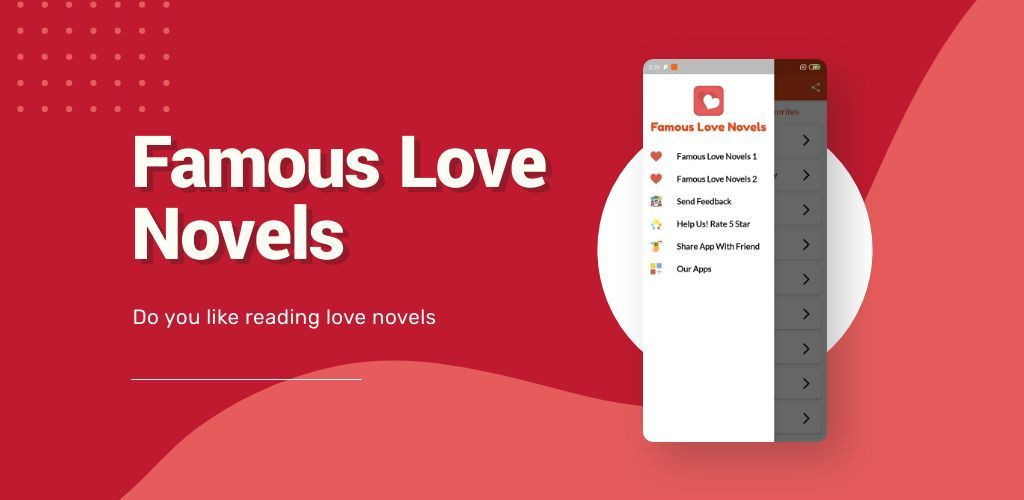 Famous Love
Novels
Do you like reading love novels
Famous Love Novels
Famous Love Novels 1
Famous Love Novels 2
Send Feedback
Help Us! Rate 5 Star
Share App With Friend
Our Apps